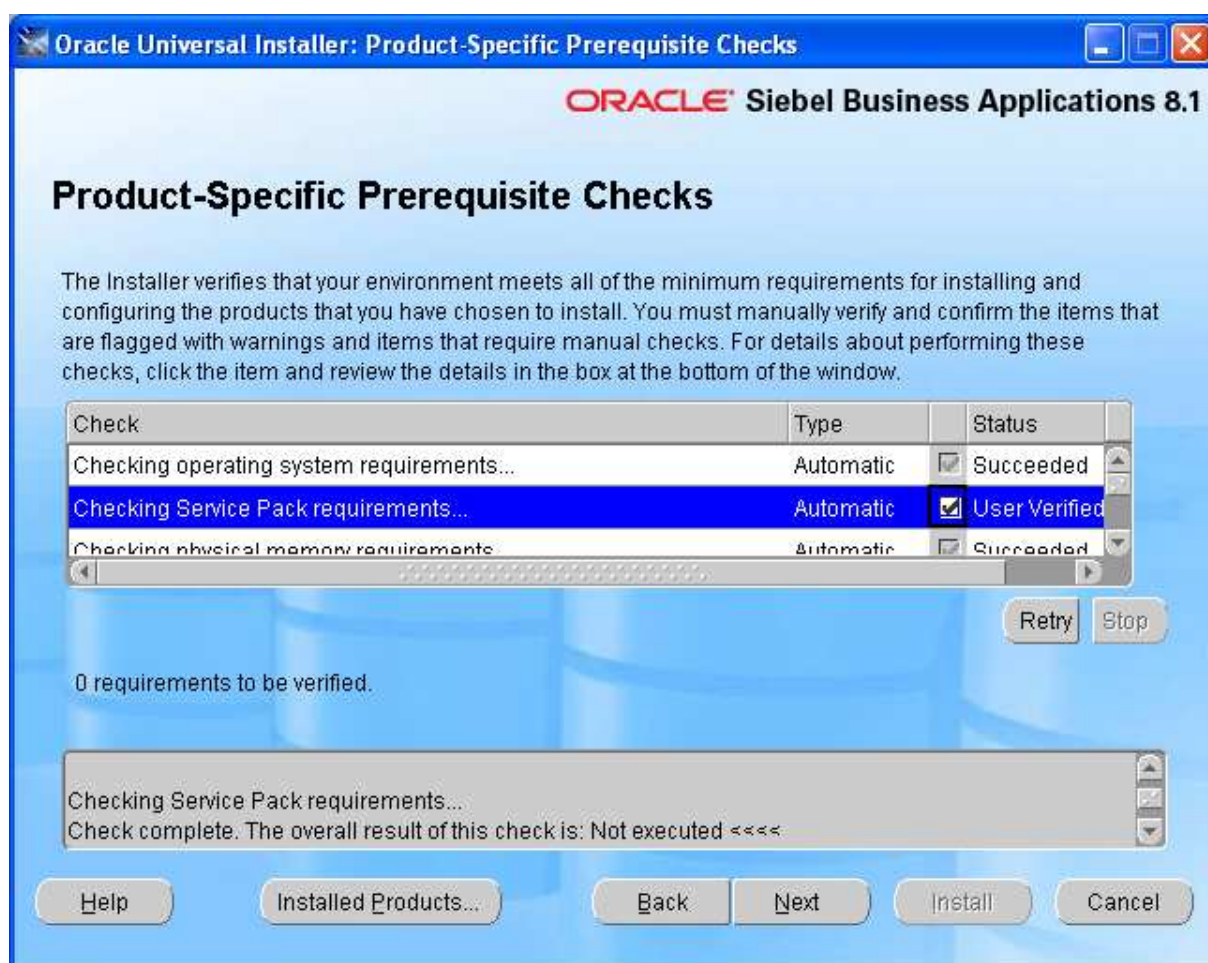 Oracle Universal Installer: Product-Specific Prerequisite Checks
ORACLE® Siebel Business Applications 8.1
Product-Specific Prerequisite Checks
The Installer verifies that your environment meets all of the minimum requirements for installing and
configuring the products that you have chosen to install. You must manually verify and confirm the items that
are flagged with warnings and items that require manual checks. For details about performing these
checks, click the item and review the details in the box at the bottom of the window.
Check Type Status
Checking operating system requirements... Automatic Succeeded
Checking Service Pack requirements... Automatic User Verified
Checking physical memory requirements Automatic Succeeded
Retry Stop
0 requirements to be verified.
Checking Service Pack requirements...
Check complete. The overall result of this check is: Not executed <<<<
Help Installed Products... Back Next Install Cancel